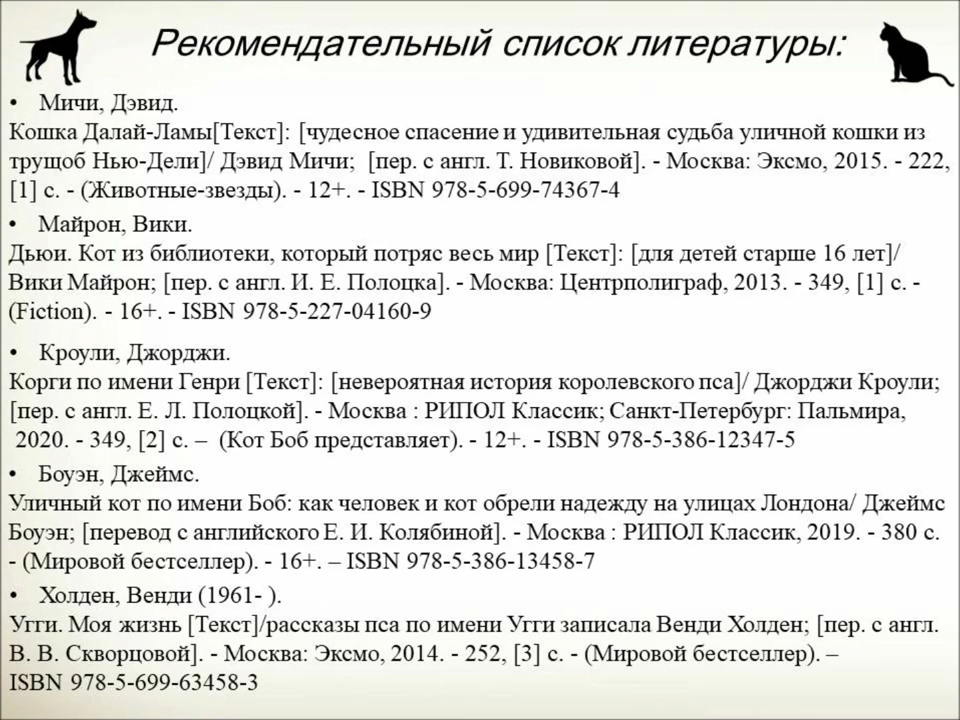 Рекомендательный список литературы:
• Мичи, Дэвид.
Кошка Далай-Ламы[Текст]: [чудесное спасение и удивительная судьба уличной кошки из
трущоб Нью-Дели]/ Дэвид Мичи; [пер. с англ. Т. Новиковой]. - Москва: Эксмо, 2015. - 222,
[1] с. - (Животные-звезды). - 12+. - ISBN 978-5-699-74367-4
• Майрон, Вики.
Дьюи. Кот из библиотеки, который потряс весь мир [Текст]: [для детей старше 16 лет]/
Вики Майрон; [пер. с англ. И. Е. Полоцка]. - Москва: Центрполиграф, 2013. - 349, [1] с. -
(Fiction). - 16+. - ISBN 978-5-227-04160-9
• Кроули, Джорджи.
Корги по имени Генри [Текст]: [невероятная история королевского пса]/ Джорджи Кроули;
[пер. с англ. Е. Л. Полоцкой]. - Москва : РИПОЛ Классик; Санкт-Петербург: Пальмира,
2020. - 349, [2] с. – (Кот Боб представляет). - 12+. - ISBN 978-5-386-12347-5
• Боуэн, Джеймс.
Уличный кот по имени Боб: как человек и кот обрели надежду на улицах Лондона/ Джеймс
Боуэн; [перевод с английского Е. И. Колябиной]. - Москва : РИПОЛ Классик, 2019. - 380 с.
- (Мировой бестселлер). - 16+. – ISBN 978-5-386-13458-7
• Холден, Венди (1961- ).
Угги. Моя жизнь [Текст]/рассказы пса по имени Угги записала Венди Холден; [пер. с англ.
В. В. Скворцовой]. - Москва: Эксмо, 2014. - 252, [3] с. - (Мировой бестселлер). –
ISBN 978-5-699-63458-3